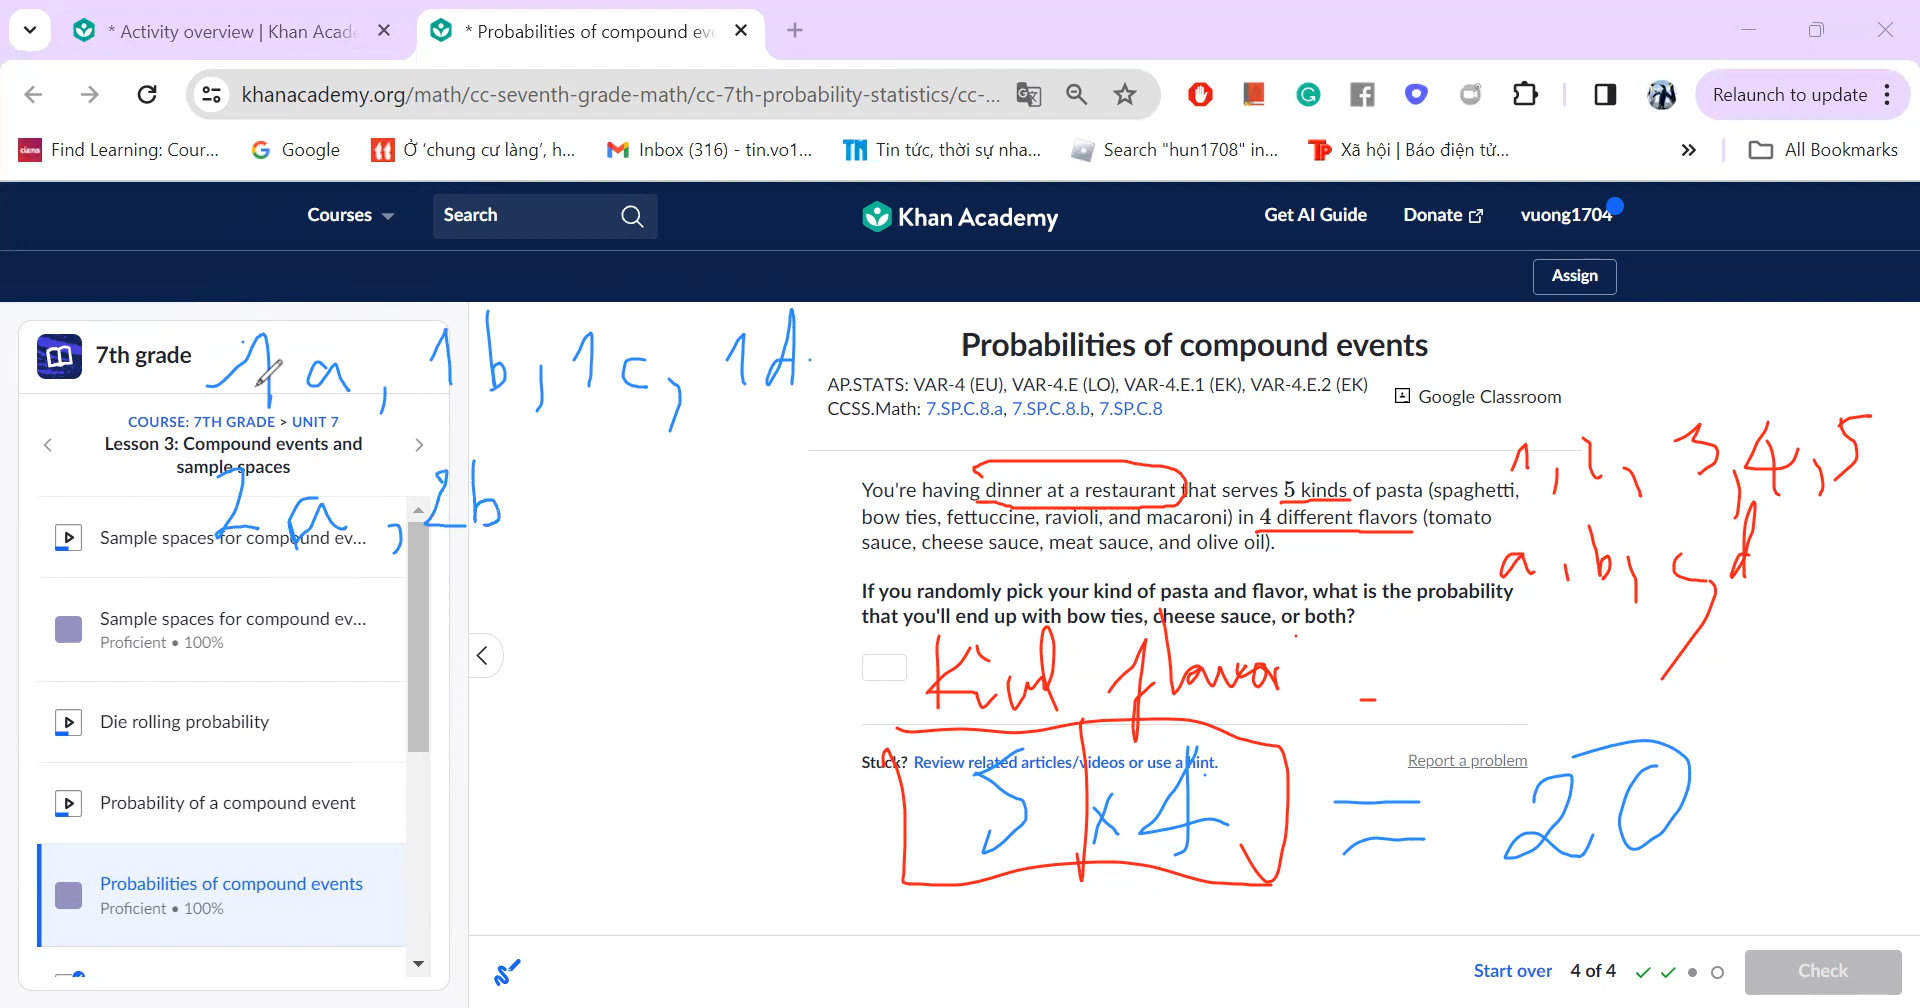 * Activity overview | Khan Acade
* Probabilities of compound eve
khanacademy.org/math/cc-seventh-grade-math/cc-7th-probability-statistics/cc-...
Relaunch to update
Find Learning: Cour...
Google
Ở 'chung cư làng', h...
Inbox (316) - tin.vo1...
TN Tin tức, thời sự nha...
Search "hun1708" in...
Xã hội | Báo điện tử...
All Bookmarks
Courses
Search
Khan Academy
Get AI Guide
Donate
vuong1704
Assign
7th grade
1a, 1b, 1c, 1d
COURSE: 7TH GRADE > UNIT 7
Lesson 3: Compound events and
sample spaces
2a, 2b
Sample spaces for compound ev...
Sample spaces for compound ev...
Proficient • 100%
Die rolling probability
Probability of a compound event
Probabilities of compound events
Proficient • 100%
Probabilities of compound events
AP.STATS: VAR-4 (EU), VAR-4.E (LO), VAR-4.E.1 (EK), VAR-4.E.2 (EK)
CCSS.Math: 7.SP.C.8.a, 7.SP.C.8.b, 7.SP.C.8
Google Classroom
1, 2, 3, 4, 5
You're having dinner at a restaurant that serves 5 kinds of pasta (spaghetti,
bow ties, fettuccine, ravioli, and macaroni) in 4 different flavors (tomato
sauce, cheese sauce, meat sauce, and olive oil).
a, b, c, d
If you randomly pick your kind of pasta and flavor, what is the probability
that you'll end up with bow ties, cheese sauce, or both?
Kind flavor
Stuck? Review related articles/videos or use a hint.
Report a problem
5 x 4 = 20
Start over
4 of 4
Check